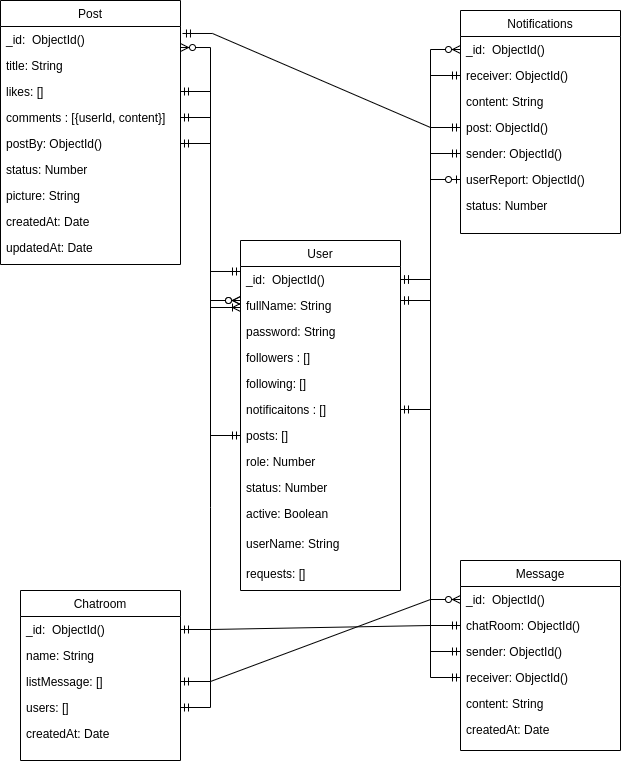 Post
_id: ObjectId()
title: String
likes: []
comments : [{userId, content}]
postBy: ObjectId()
status: Number
picture: String
createdAt: Date
updatedAt: Date
Notifications
_id: ObjectId()
receiver: ObjectId()
content: String
post: ObjectId()
sender: ObjectId()
userReport: ObjectId()
status: Number
User
_id: ObjectId()
fullName: String
password: String
followers : []
following: []
notificaitons : []
posts: []
role: Number
status: Number
active: Boolean
userName: String
requests: []
Chatroom
_id: ObjectId()
name: String
listMessage: []
users: []
createdAt: Date
Message
_id: ObjectId()
chatRoom: ObjectId()
sender: ObjectId()
receiver: ObjectId()
content: String
createdAt: Date